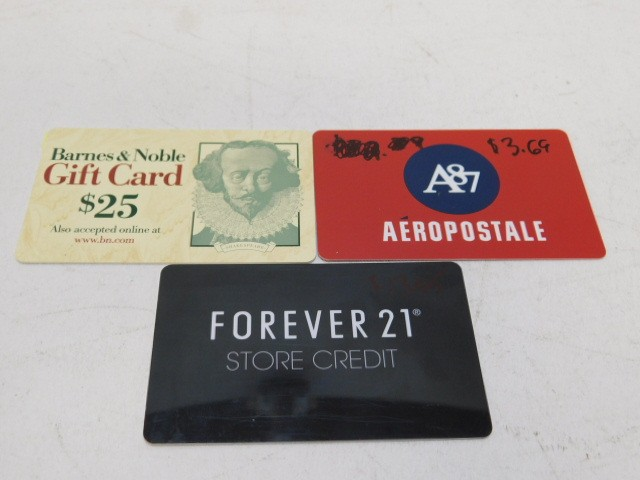 Barnes & Noble
Gift Card
$25
Also accepted online at
www.bn.com
SHAKESPEARE
$3.69
A87
AÉROPOSTALE
FOREVER 21®
STORE CREDIT